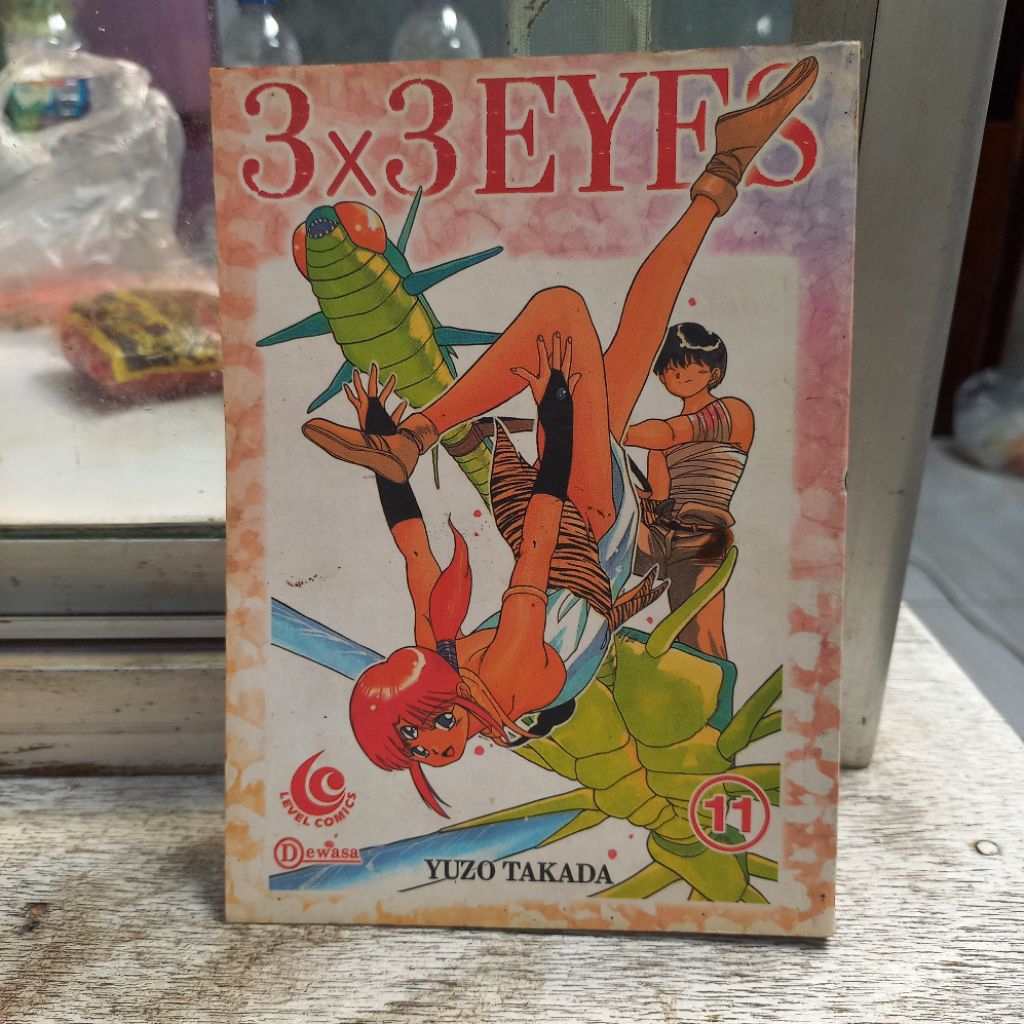 3x3 EYES
LEVEL COMICS
Dewasa
11
YUZO TAKADA